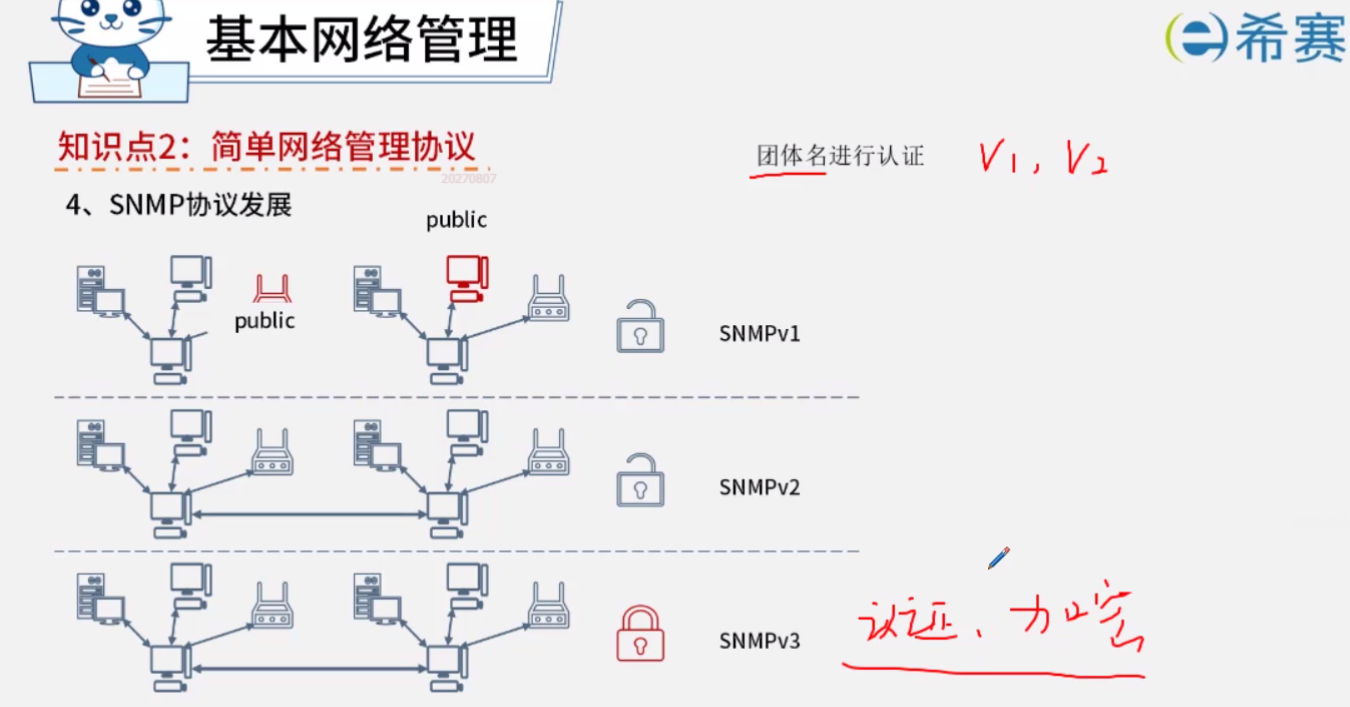 基本网络管理
希赛
知识点2：简单网络管理协议
团体名进行认证 V1, V2
20270807
4、SNMP协议发展
public
public
SNMPv1
SNMPv2
SNMPv3
认证、加密